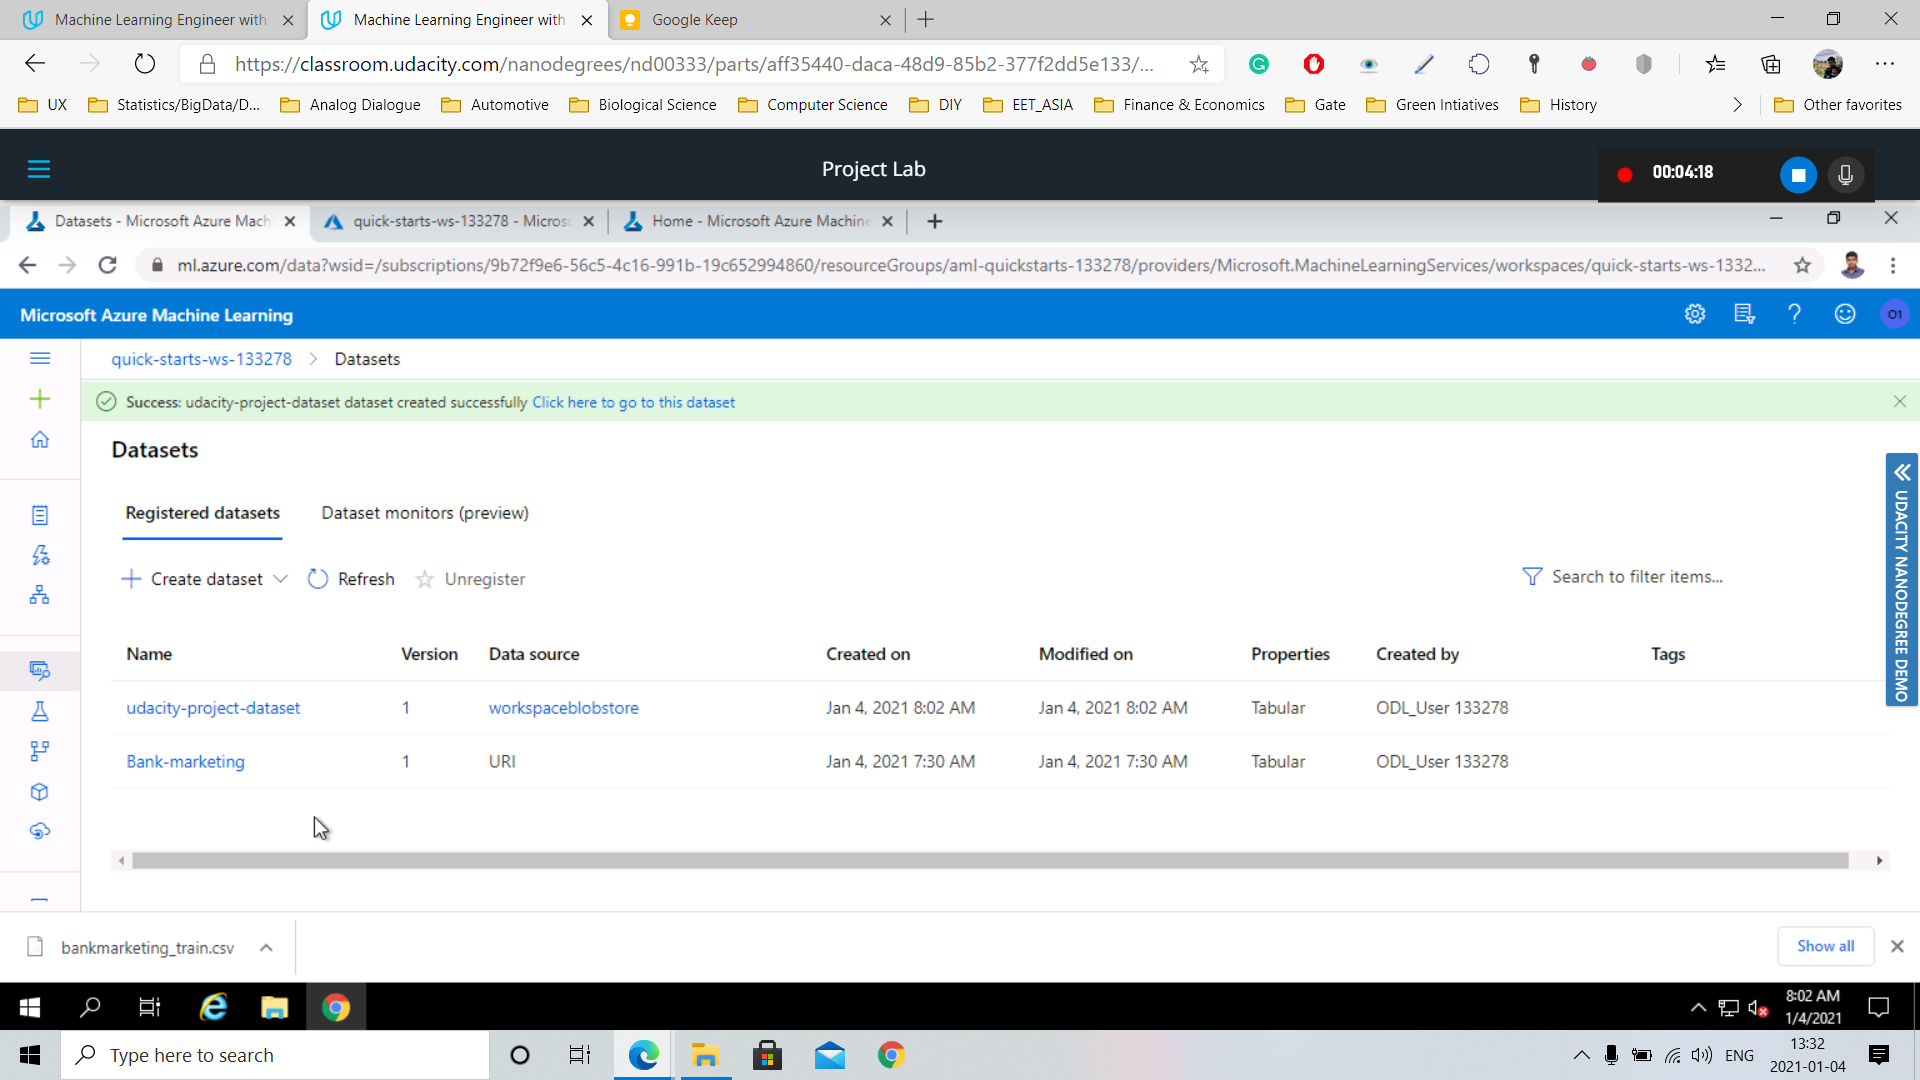 Machine Learning Engineer with
Machine Learning Engineer with
Google Keep
https://classroom.udacity.com/nanodegrees/nd00333/parts/aff35440-daca-48d9-85b2-377f2dd5e133/...
UX
Statistics/BigData/D...
Analog Dialogue
Automotive
Biological Science
Computer Science
DIY
EET_ASIA
Finance & Economics
Gate
Green Intiatives
History
Other favorites
Project Lab
00:04:18
Datasets - Microsoft Azure Mach
quick-starts-ws-133278 - Micros
Home - Microsoft Azure Machine
ml.azure.com/data?wsid=/subscriptions/9b72f9e6-56c5-4c16-991b-19c652994860/resourceGroups/aml-quickstarts-133278/providers/Microsoft.MachineLearningServices/workspaces/quick-starts-ws-1332...
Microsoft Azure Machine Learning
O1
quick-starts-ws-133278 > Datasets
Success: udacity-project-dataset dataset created successfully Click here to go to this dataset
Datasets
UDACITY NANODEGREE DEMO
Registered datasets
Dataset monitors (preview)
Create dataset
Refresh
Unregister
Search to filter items...
Name Version Data source Created on Modified on Properties Created by Tags
udacity-project-dataset 1 workspaceblobstore Jan 4, 2021 8:02 AM Jan 4, 2021 8:02 AM Tabular ODL_User 133278
Bank-marketing 1 URI Jan 4, 2021 7:30 AM Jan 4, 2021 7:30 AM Tabular ODL_User 133278
bankmarketing_train.csv
Show all
8:02 AM
1/4/2021
Type here to search
ENG
13:32
2021-01-04